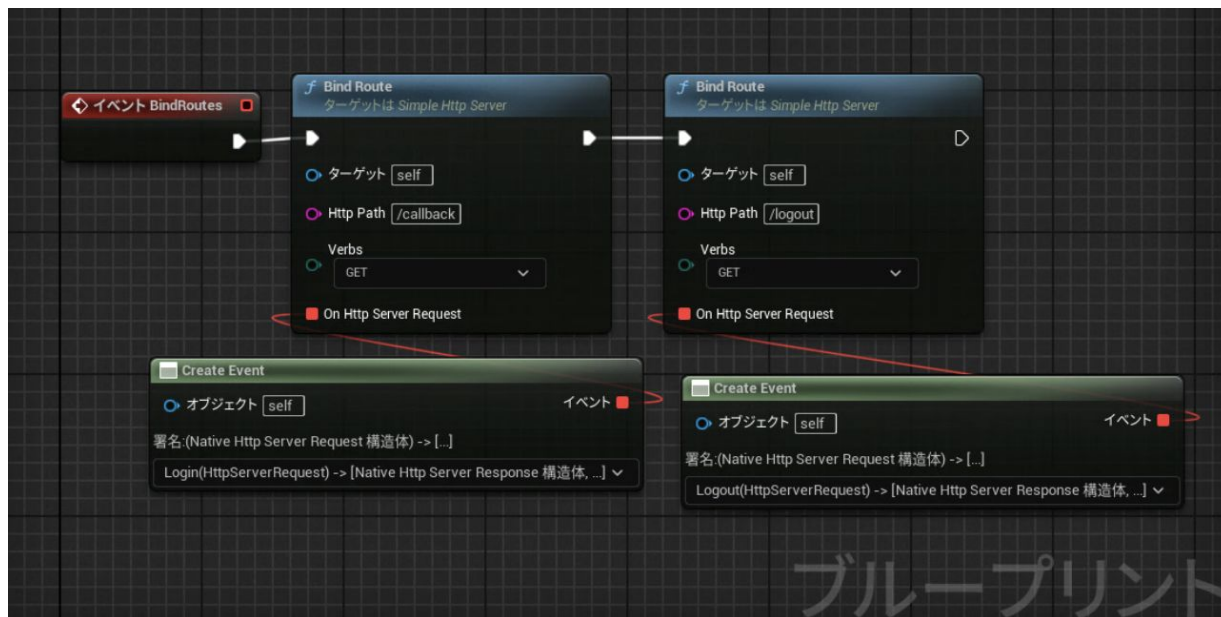 イベント BindRoutes
f Bind Route
ターゲットは Simple Http Server
ターゲット self
Http Path /callback
Verbs
GET
On Http Server Request
f Bind Route
ターゲットは Simple Http Server
ターゲット self
Http Path /logout
Verbs
GET
On Http Server Request
Create Event
オブジェクト self
イベント
署名:(Native Http Server Request 構造体) -> [...]
Login(HttpServerRequest) -> [Native Http Server Response 構造体, ...]
Create Event
オブジェクト self
イベント
署名:(Native Http Server Request 構造体) -> [...]
Logout(HttpServerRequest) -> [Native Http Server Response 構造体, ...]
ブループリント